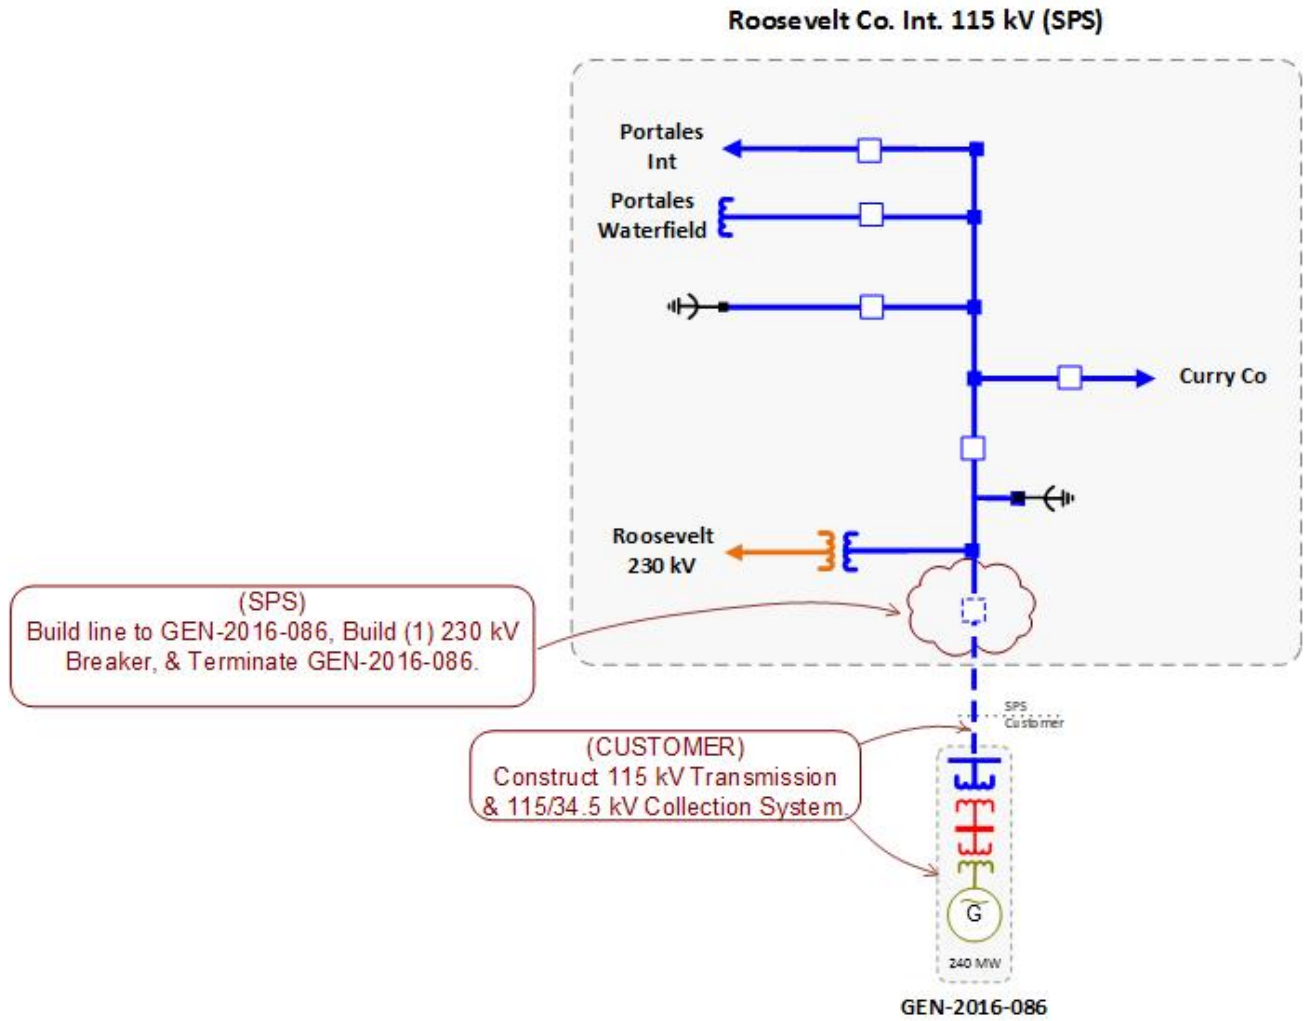 Roosevelt Co. Int. 115 kV (SPS)
Portales
Int
Portales
Waterfield
Curry Co
Roosevelt
230 kV
(SPS)
Build line to GEN-2016-086, Build (1) 230 kV
Breaker, & Terminate GEN-2016-086.
SPS
Customer
(CUSTOMER)
Construct 115 kV Transmission
& 115/34.5 kV Collection System.
G
240 MW
GEN-2016-086